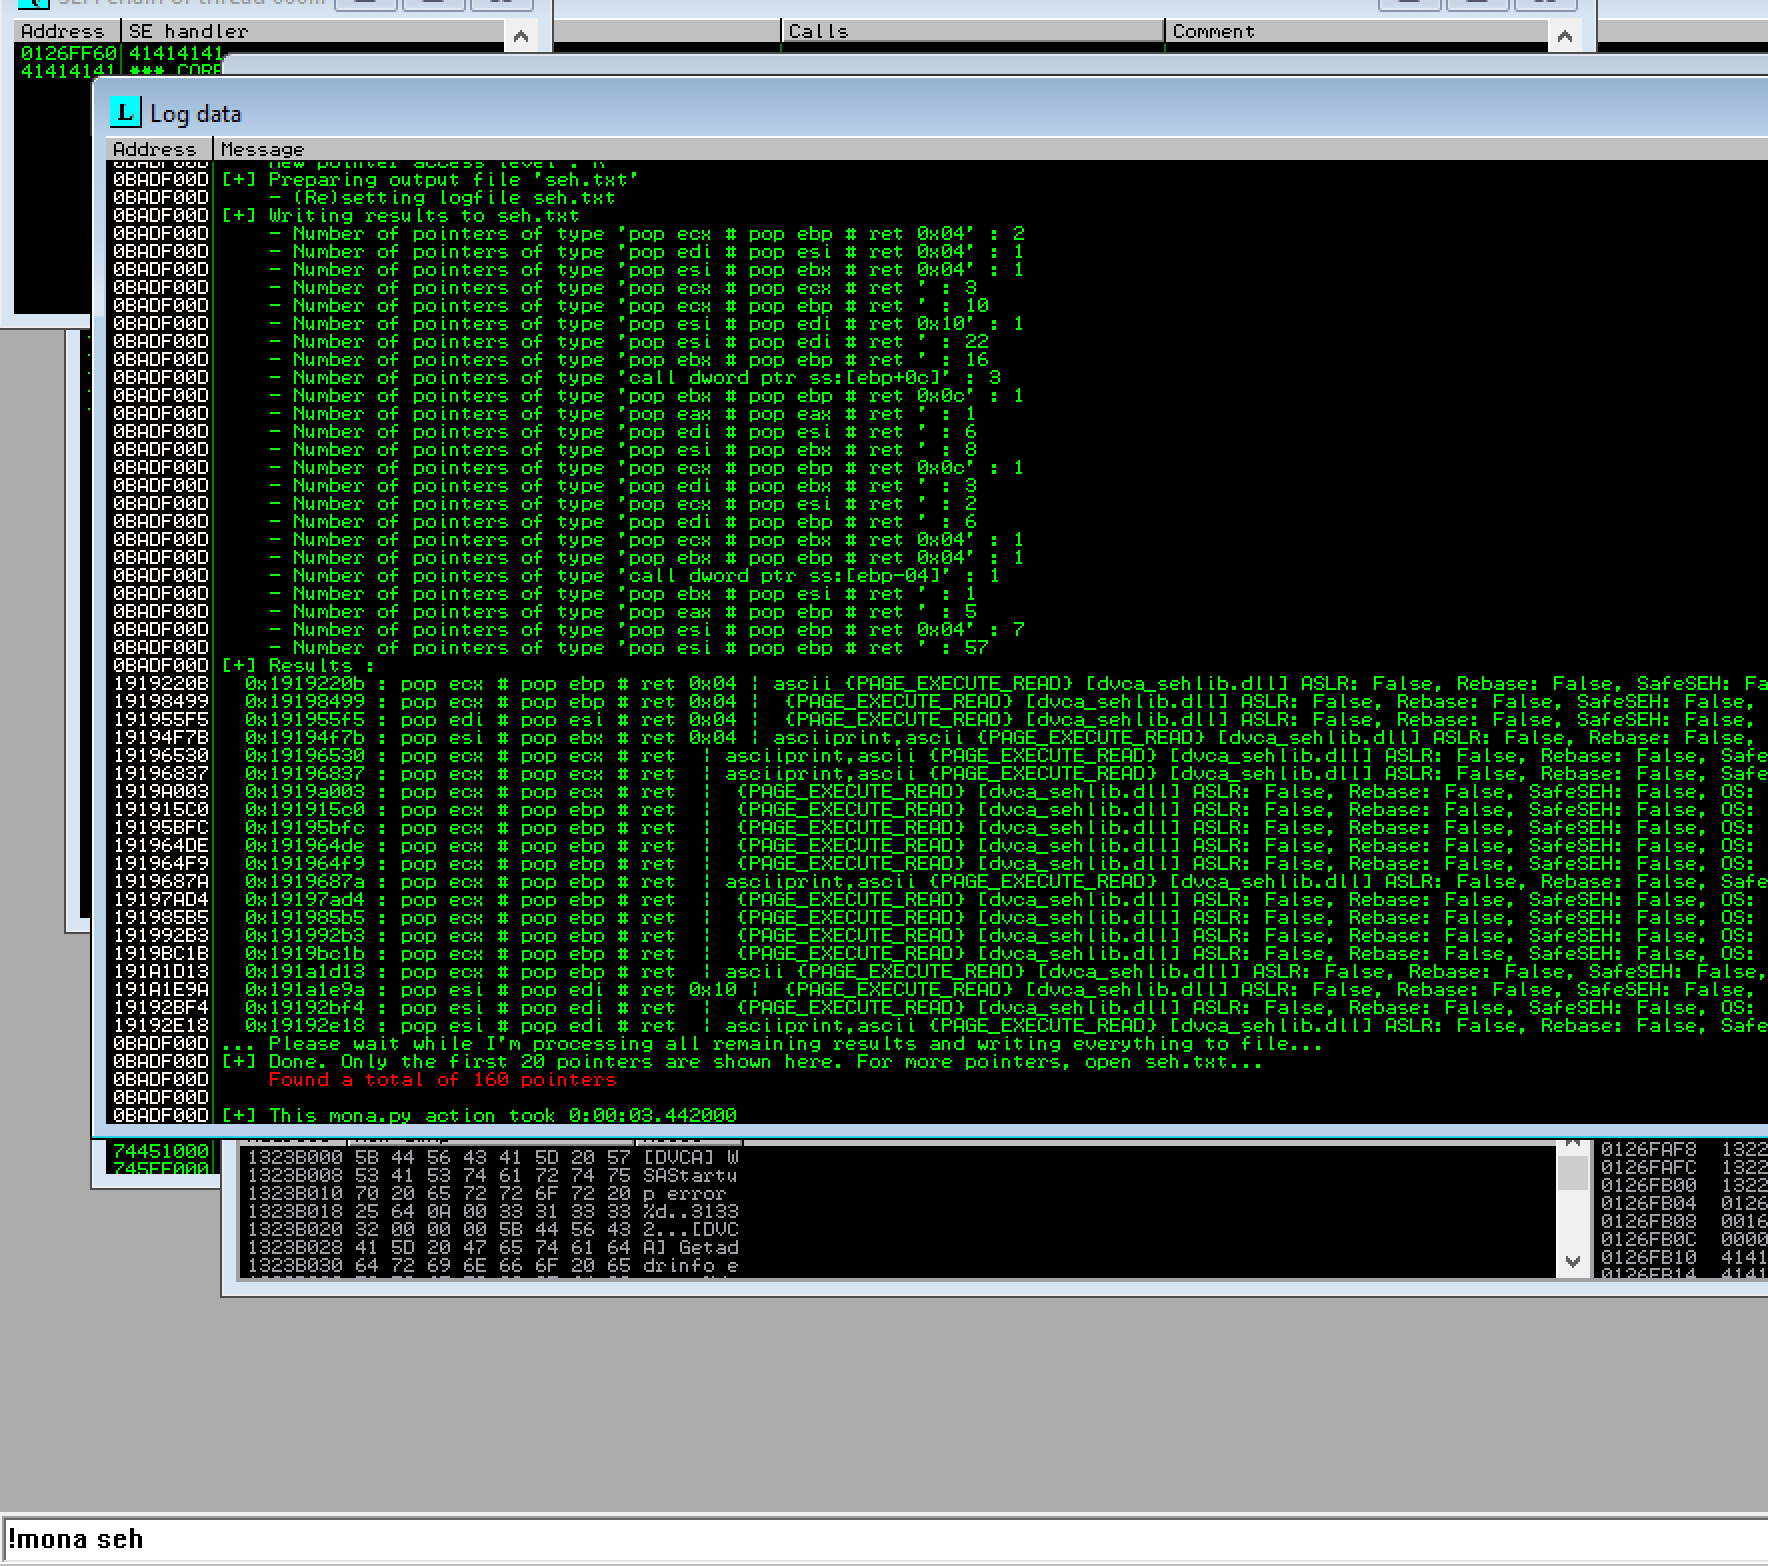 Address SE handler Calls Comment
0126FF60 41414141
41414141
L Log data
Address Message
0BADF00D New pointer access level : R
0BADF00D [+] Preparing output file 'seh.txt'
0BADF00D - (Re)setting logfile seh.txt
0BADF00D [+] Writing results to seh.txt
0BADF00D - Number of pointers of type 'pop ecx # pop ebp # ret 0x04' : 2
0BADF00D - Number of pointers of type 'pop edi # pop esi # ret 0x04' : 1
0BADF00D - Number of pointers of type 'pop esi # pop ebx # ret 0x04' : 1
0BADF00D - Number of pointers of type 'pop ecx # pop ecx # ret ' : 3
0BADF00D - Number of pointers of type 'pop ecx # pop ebp # ret ' : 10
0BADF00D - Number of pointers of type 'pop esi # pop edi # ret 0x10' : 1
0BADF00D - Number of pointers of type 'pop esi # pop edi # ret ' : 22
0BADF00D - Number of pointers of type 'pop ebx # pop ebp # ret ' : 16
0BADF00D - Number of pointers of type 'call dword ptr ss:[ebp+0c]' : 3
0BADF00D - Number of pointers of type 'pop ebx # pop ebp # ret 0x0c' : 1
0BADF00D - Number of pointers of type 'pop eax # pop eax # ret ' : 1
0BADF00D - Number of pointers of type 'pop edi # pop esi # ret ' : 6
0BADF00D - Number of pointers of type 'pop esi # pop ebx # ret ' : 8
0BADF00D - Number of pointers of type 'pop ecx # pop ebp # ret 0x0c' : 1
0BADF00D - Number of pointers of type 'pop edi # pop ebx # ret ' : 3
0BADF00D - Number of pointers of type 'pop ecx # pop esi # ret ' : 2
0BADF00D - Number of pointers of type 'pop edi # pop ebp # ret ' : 6
0BADF00D - Number of pointers of type 'pop ecx # pop ecx # ret 0x04' : 1
0BADF00D - Number of pointers of type 'pop ebx # pop ebp # ret 0x04' : 1
0BADF00D - Number of pointers of type 'call dword ptr ss:[ebp-04]' : 1
0BADF00D - Number of pointers of type 'pop ebx # pop esi # ret ' : 1
0BADF00D - Number of pointers of type 'pop eax # pop ebp # ret ' : 5
0BADF00D - Number of pointers of type 'pop esi # pop ebp # ret 0x04' : 7
0BADF00D - Number of pointers of type 'pop esi # pop ebp # ret ' : 57
0BADF00D [+] Results :
1919220B 0x1919220b : pop ecx # pop ebp # ret 0x04 | ascii {PAGE_EXECUTE_READ} [dvca_sehlib.dll] ASLR: False, Rebase: False, SafeSEH: Fa
19198499 0x19198499 : pop ecx # pop ebp # ret 0x04 | {PAGE_EXECUTE_READ} [dvca_sehlib.dll] ASLR: False, Rebase: False, SafeSEH: False,
191955F5 0x191955f5 : pop edi # pop esi # ret 0x04 | {PAGE_EXECUTE_READ} [dvca_sehlib.dll] ASLR: False, Rebase: False, SafeSEH: False,
19194F7B 0x19194f7b : pop esi # pop ebx # ret 0x04 | asciiprint,ascii {PAGE_EXECUTE_READ} [dvca_sehlib.dll] ASLR: False, Rebase: False,
19196530 0x19196530 : pop ecx # pop ecx # ret | asciiprint,ascii {PAGE_EXECUTE_READ} [dvca_sehlib.dll] ASLR: False, Rebase: False, Safe
19196837 0x19196837 : pop ecx # pop ecx # ret | asciiprint,ascii {PAGE_EXECUTE_READ} [dvca_sehlib.dll] ASLR: False, Rebase: False, Safe
1919A003 0x1919a003 : pop ecx # pop ecx # ret | {PAGE_EXECUTE_READ} [dvca_sehlib.dll] ASLR: False, Rebase: False, SafeSEH: False, OS:
191915C0 0x191915c0 : pop ecx # pop ebp # ret | {PAGE_EXECUTE_READ} [dvca_sehlib.dll] ASLR: False, Rebase: False, SafeSEH: False, OS:
19195BFC 0x19195bfc : pop ecx # pop ebp # ret | {PAGE_EXECUTE_READ} [dvca_sehlib.dll] ASLR: False, Rebase: False, SafeSEH: False, OS:
191964DE 0x191964de : pop ecx # pop ebp # ret | {PAGE_EXECUTE_READ} [dvca_sehlib.dll] ASLR: False, Rebase: False, SafeSEH: False, OS:
191964F9 0x191964f9 : pop ecx # pop ebp # ret | {PAGE_EXECUTE_READ} [dvca_sehlib.dll] ASLR: False, Rebase: False, SafeSEH: False, OS:
1919687A 0x1919687a : pop ecx # pop ebp # ret | asciiprint,ascii {PAGE_EXECUTE_READ} [dvca_sehlib.dll] ASLR: False, Rebase: False, Safe
19197AD4 0x19197ad4 : pop ecx # pop ebp # ret | {PAGE_EXECUTE_READ} [dvca_sehlib.dll] ASLR: False, Rebase: False, SafeSEH: False, OS:
191985B5 0x191985b5 : pop ecx # pop ebp # ret | {PAGE_EXECUTE_READ} [dvca_sehlib.dll] ASLR: False, Rebase: False, SafeSEH: False, OS:
191992B3 0x191992b3 : pop ecx # pop ebp # ret | {PAGE_EXECUTE_READ} [dvca_sehlib.dll] ASLR: False, Rebase: False, SafeSEH: False, OS:
1919BC1B 0x1919bc1b : pop ecx # pop ebp # ret | {PAGE_EXECUTE_READ} [dvca_sehlib.dll] ASLR: False, Rebase: False, SafeSEH: False, OS:
191A1D13 0x191a1d13 : pop ecx # pop ebp # ret | ascii {PAGE_EXECUTE_READ} [dvca_sehlib.dll] ASLR: False, Rebase: False, SafeSEH: False,
191A1E9A 0x191a1e9a : pop esi # pop edi # ret 0x10 | {PAGE_EXECUTE_READ} [dvca_sehlib.dll] ASLR: False, Rebase: False, SafeSEH: False,
19192BF4 0x19192bf4 : pop esi # pop edi # ret | {PAGE_EXECUTE_READ} [dvca_sehlib.dll] ASLR: False, Rebase: False, SafeSEH: False, OS:
19192E18 0x19192e18 : pop esi # pop edi # ret | asciiprint,ascii {PAGE_EXECUTE_READ} [dvca_sehlib.dll] ASLR: False, Rebase: False, Safe
0BADF00D ... Please wait while I'm processing all remaining results and writing everything to file...
0BADF00D [+] Done. Only the first 20 pointers are shown here. For more pointers, open seh.txt...
0BADF00D Found a total of 160 pointers
0BADF00D
0BADF00D [+] This mona.py action took 0:00:03.442000
74451000
745FF000
1323B000 5B 44 56 43 41 5D 20 57 [DVCA] W 0126FAF8 1322
1323B008 53 41 53 74 61 72 74 75 SAStartu 0126FAFC 1322
1323B010 70 20 65 72 72 6F 72 20 p error 0126FB00 1322
1323B018 25 64 0A 00 33 31 33 33 %d..3133 0126FB04 0126
1323B020 32 00 00 00 5B 44 56 43 2...[DVC 0126FB08 0016
1323B028 41 5D 20 47 65 74 61 64 A] Getad 0126FB0C 0000
1323B030 64 72 69 6E 66 6F 20 65 drinfo e 0126FB10 4141
0126FB14 4141
!mona seh